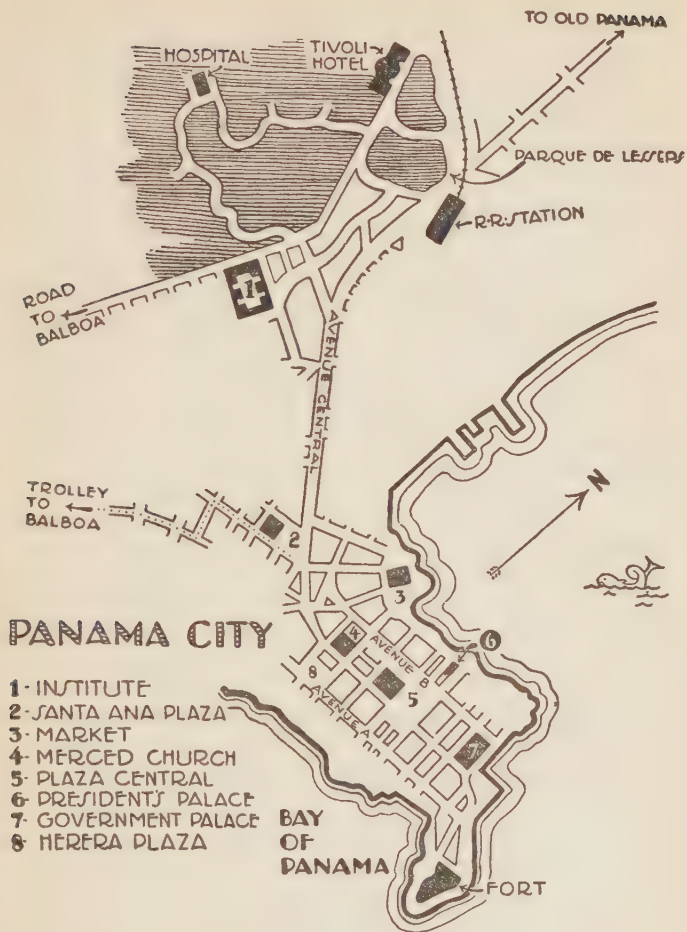 TO OLD PANAMA
HOSPITAL
TIVOLI
HOTEL
PARQUE DE LESSEPS
R·R·STATION
1
ROAD
TO
BALBOA
AVENUE CENTRAL
N
TROLLEY
TO
BALBOA
2
3
4
AVENUE B
6
8
5
AVENUE A
7
PANAMA CITY
1- INSTITUTE
2- SANTA ANA PLAZA
3- MARKET
4- MERCED CHURCH
5- PLAZA CENTRAL
6- PRESIDENT'S PALACE
7- GOVERNMENT PALACE
8- HERERA PLAZA
BAY
OF
PANAMA
FORT